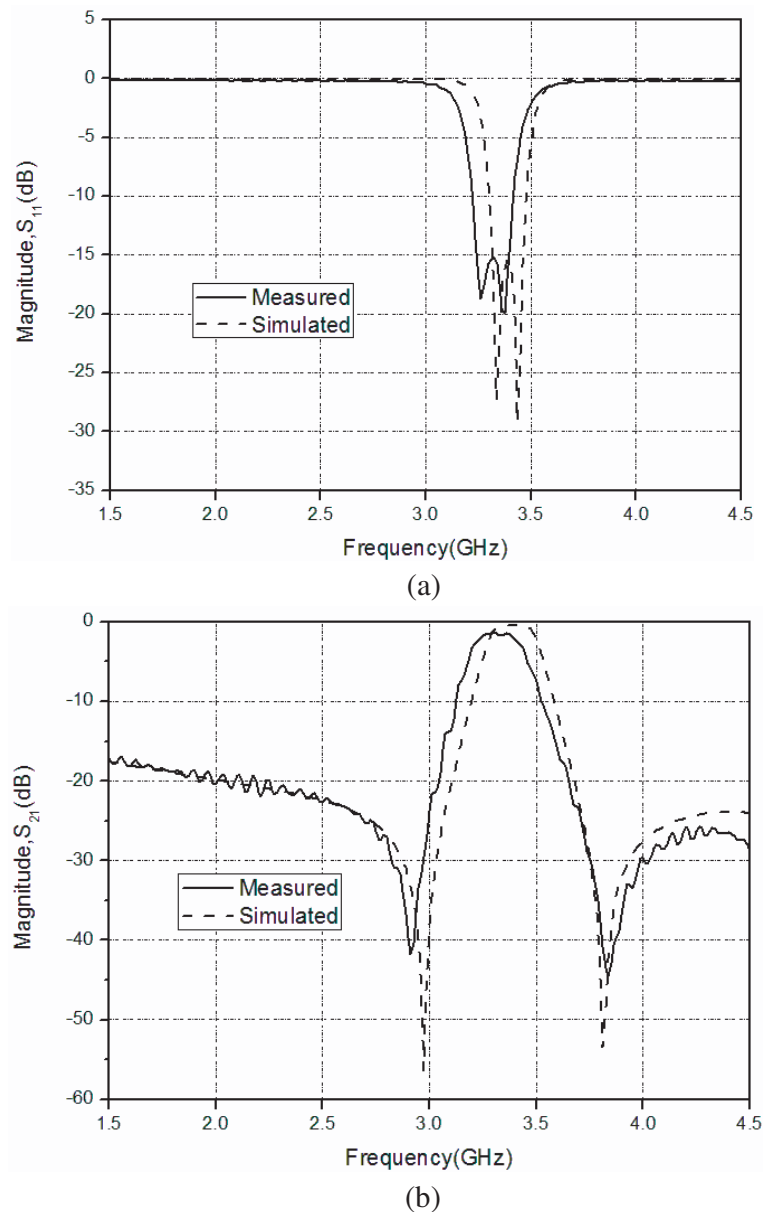 5
0
-5
-10
-15
-20
-25
-30
-35
Magnitude,S11(dB)
Measured
Simulated
1.5 2.0 2.5 3.0 3.5 4.0 4.5
Frequency(GHz)
(a)
0
-10
-20
-30
-40
-50
-60
Magnitude,S21(dB)
Measured
Simulated
1.5 2.0 2.5 3.0 3.5 4.0 4.5
Frequency(GHz)
(b)